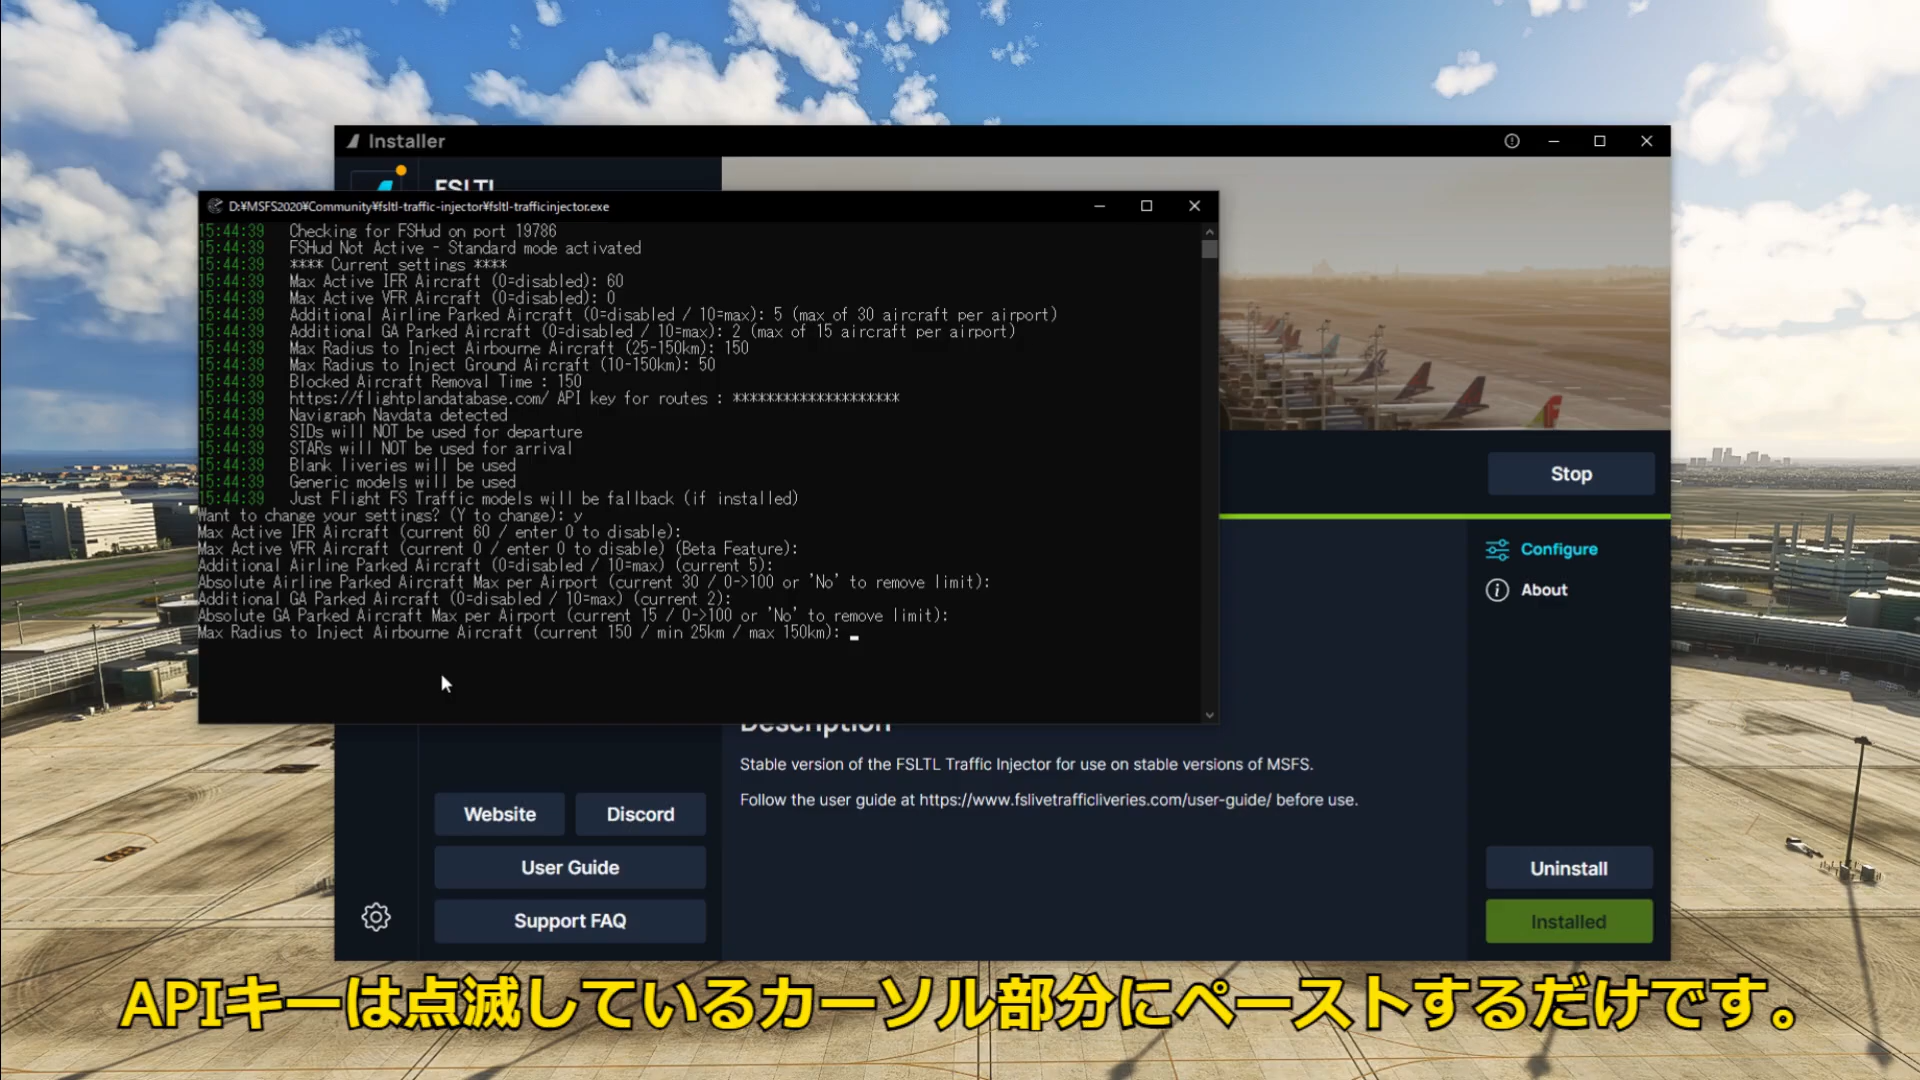 Installer
FSLTL
D:¥MSFS2020¥Community¥fsltl-traffic-injector¥fsltl-trafficinjector.exe
15:44:39 Checking for FSHud on port 19786
15:44:39 FSHud Not Active - Standard mode activated
15:44:39 **** Current settings ****
15:44:39 Max Active IFR Aircraft (0=disabled): 60
15:44:39 Max Active VFR Aircraft (0=disabled): 0
15:44:39 Additional Airline Parked Aircraft (0=disabled / 10=max): 5 (max of 30 aircraft per airport)
15:44:39 Additional GA Parked Aircraft (0=disabled / 10=max): 2 (max of 15 aircraft per airport)
15:44:39 Max Radius to Inject Airbourne Aircraft (25-150km): 150
15:44:39 Max Radius to Inject Ground Aircraft (10-150km): 50
15:44:39 Blocked Aircraft Removal Time : 150
15:44:39 https://flightplandatabase.com/ API key for routes : ********************
15:44:39 Navigraph Navdata detected
15:44:39 SIDs will NOT be used for departure
15:44:39 STARs will NOT be used for arrival
15:44:39 Blank liveries will be used
15:44:39 Generic models will be used
15:44:39 Just Flight FS Traffic models will be fallback (if installed)
Want to change your settings? (Y to change): y
Max Active IFR Aircraft (current 60 / enter 0 to disable):
Max Active VFR Aircraft (current 0 / enter 0 to disable) (Beta Feature):
Additional Airline Parked Aircraft (0=disabled / 10=max) (current 5):
Absolute Airline Parked Aircraft Max per Airport (current 30 / 0->100 or 'No' to remove limit):
Additional GA Parked Aircraft (0=disabled / 10=max) (current 2):
Absolute GA Parked Aircraft Max per Airport (current 15 / 0->100 or 'No' to remove limit):
Max Radius to Inject Airbourne Aircraft (current 150 / min 25km / max 150km):
Stop
Configure
About
Description
Stable version of the FSLTL Traffic Injector for use on stable versions of MSFS.
Follow the user guide at https://www.fslivetrafficliveries.com/user-guide/ before use.
Website
Discord
User Guide
Support FAQ
Uninstall
Installed
APIキーは点滅しているカーソル部分にペーストするだけです。